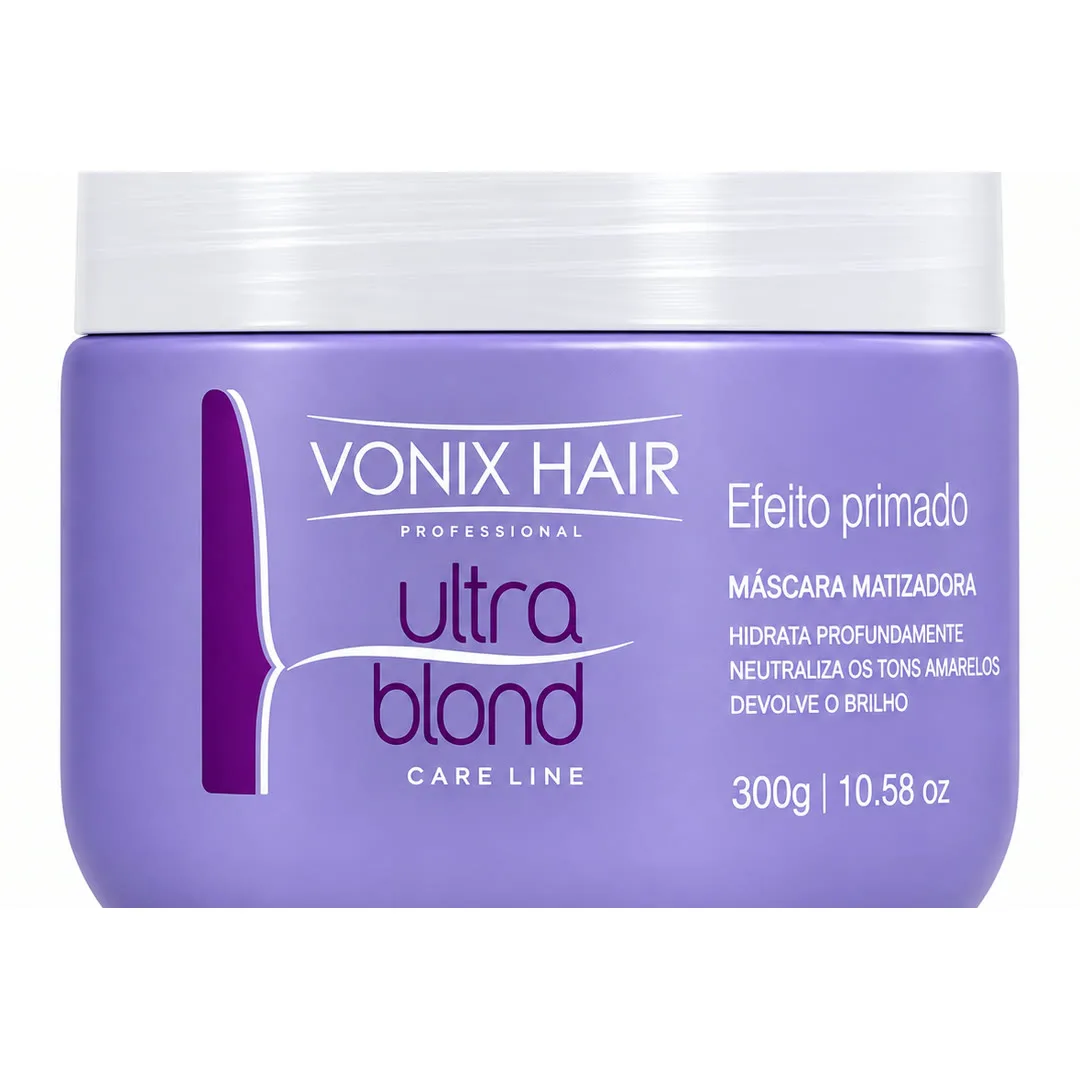 VONIX HAIR
PROFESSIONAL
ultra
blond
CARE LINE
Efeito primado
MÁSCARA MATIZADORA
HIDRATA PROFUNDAMENTE
NEUTRALIZA OS TONS AMARELOS
DEVOLVE O BRILHO
300g | 10.58 oz